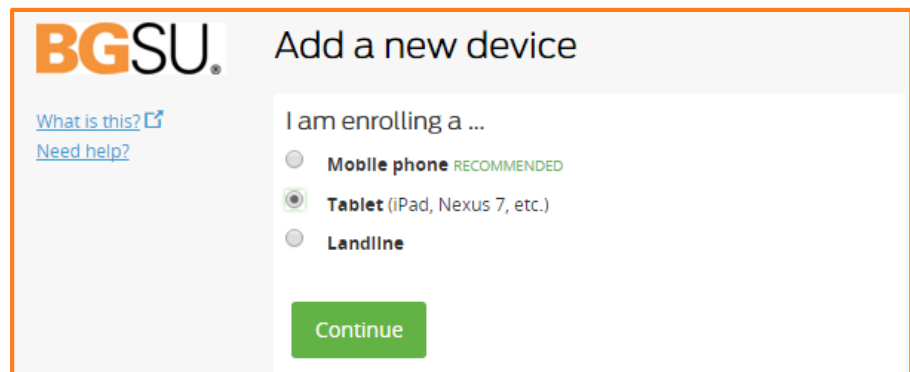 BGSU®
Add a new device
What is this?
Need help?
I am enrolling a ...
Mobile phone RECOMMENDED
Tablet (iPad, Nexus 7, etc.)
Landline
Continue